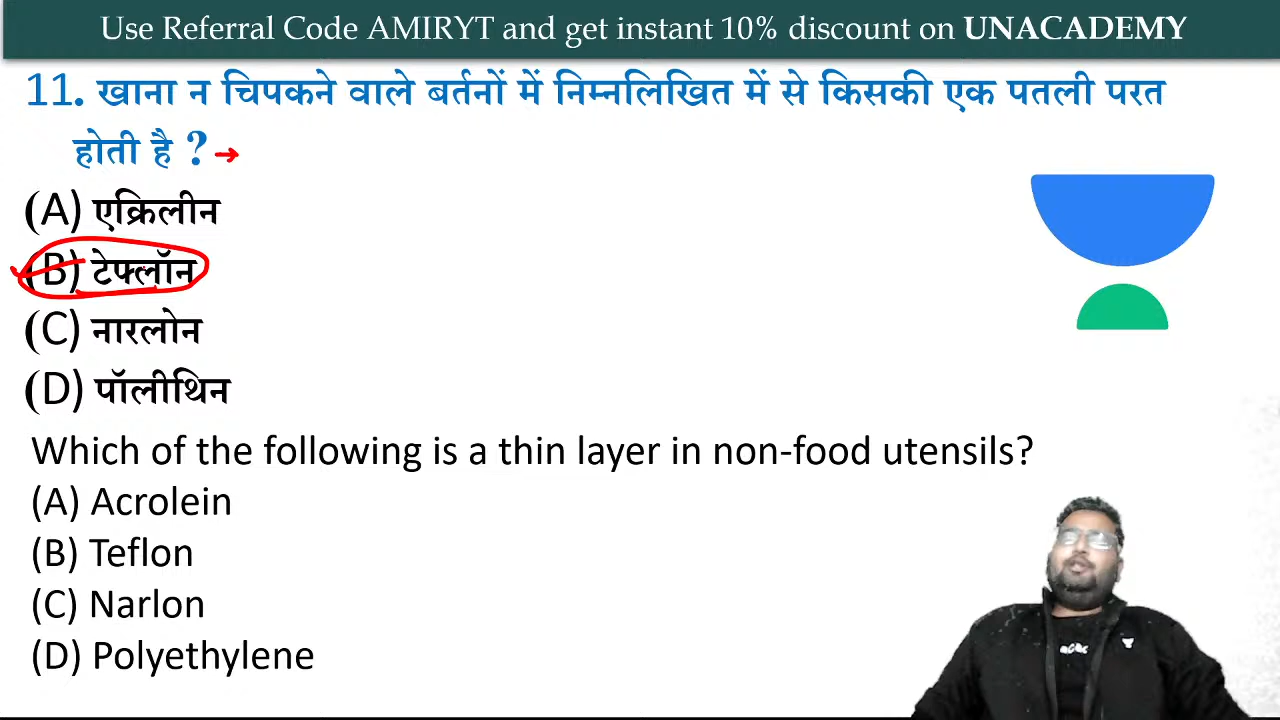 Use Referral Code AMIRYT and get instant 10% discount on UNACADEMY
11. खाना न चिपकने वाले बर्तनों में निम्नलिखित में से किसकी एक पतली परत
होती है ?
(A) एक्रिलीन
(B) टेफ्लॉन
(C) नारलोन
(D) पॉलीथिन
Which of the following is a thin layer in non-food utensils?
(A) Acrolein
(B) Teflon
(C) Narlon
(D) Polyethylene